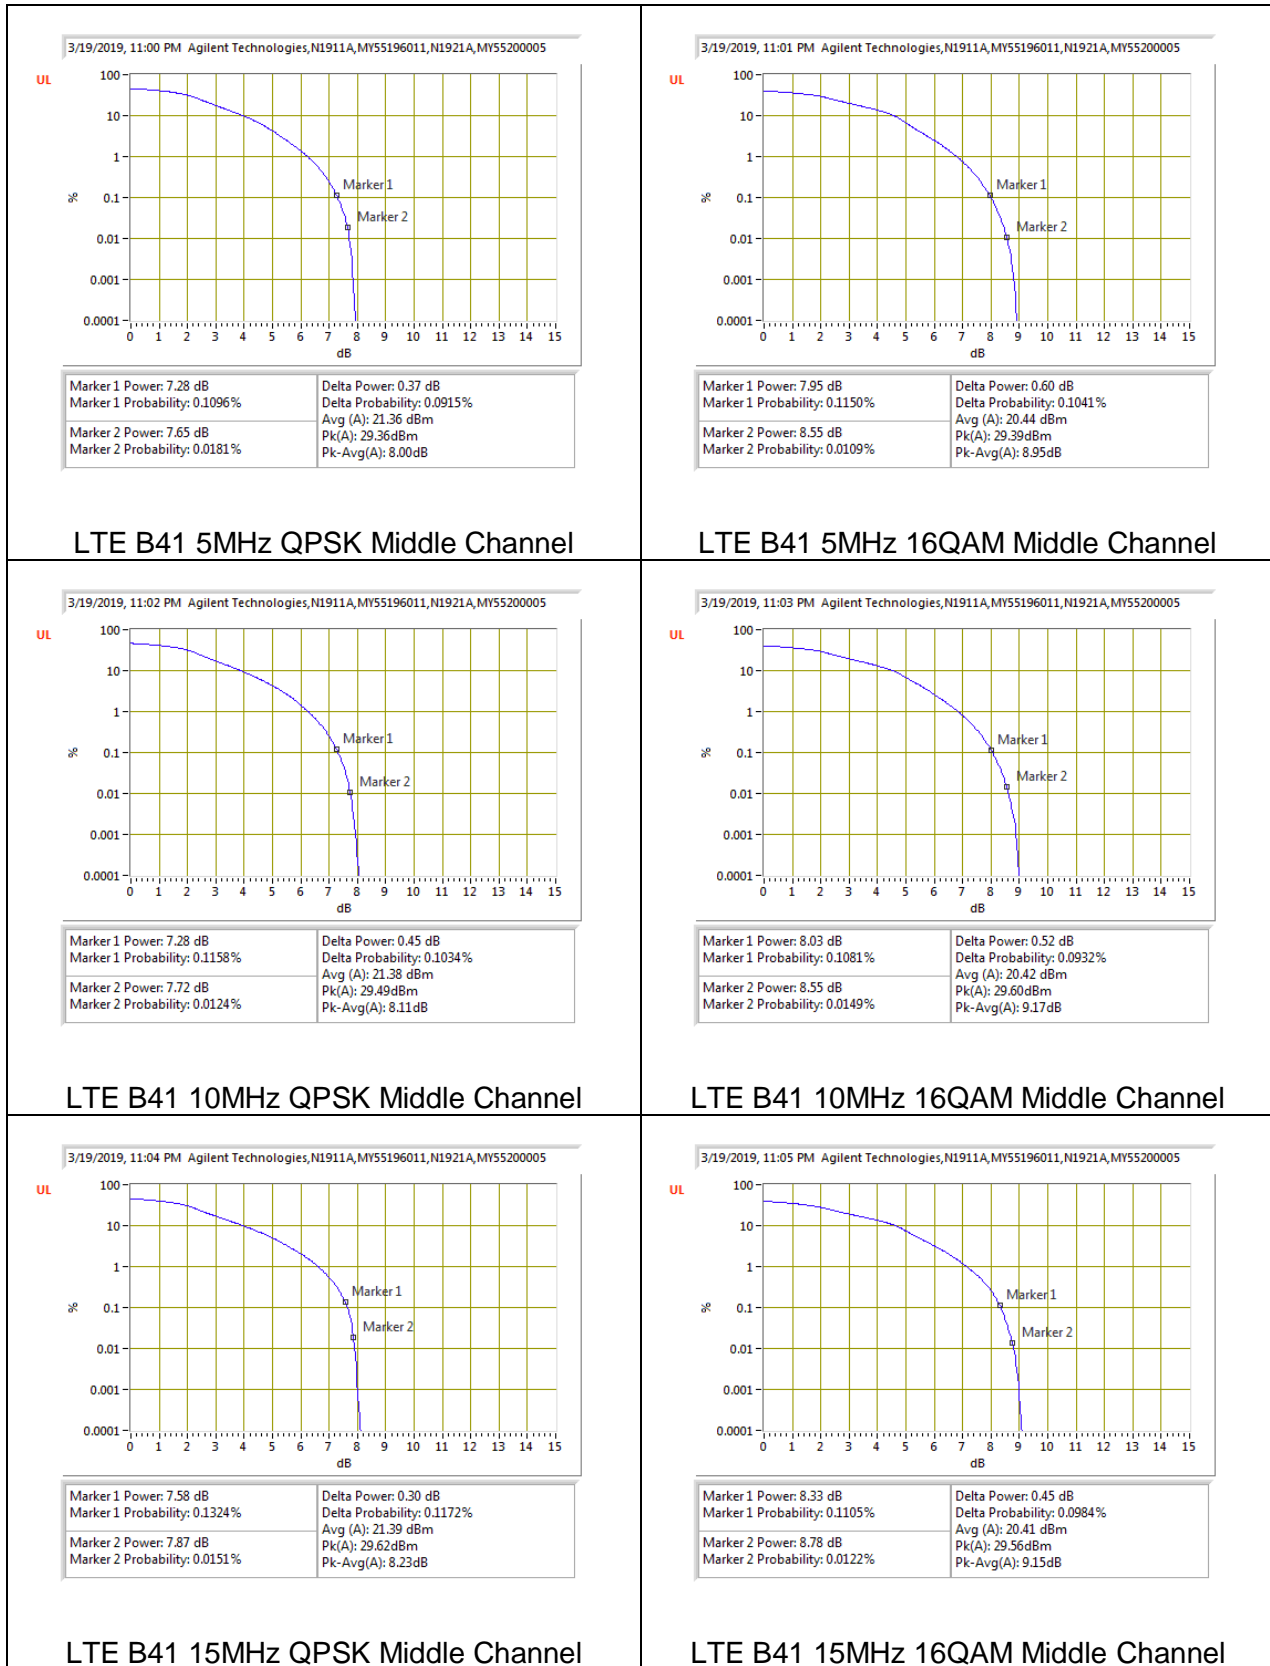 3/19/2019, 11:00 PM Agilent Technologies,N1911A,MY55196011,N1921A,MY55200005
UL
100
10
1
%
0.1
0.01
0.001
0.0001
Marker 1
Marker 2
0 1 2 3 4 5 6 7 8 9 10 11 12 13 14 15
dB
Marker 1 Power: 7.28 dB
Marker 1 Probability: 0.1096%
Marker 2 Power: 7.65 dB
Marker 2 Probability: 0.0181%
Delta Power: 0.37 dB
Delta Probability: 0.0915%
Avg (A): 21.36 dBm
Pk(A): 29.36dBm
Pk-Avg(A): 8.00dB
LTE B41 5MHz QPSK Middle Channel
3/19/2019, 11:01 PM Agilent Technologies,N1911A,MY55196011,N1921A,MY55200005
UL
100
10
1
%
0.1
0.01
0.001
0.0001
Marker 1
Marker 2
0 1 2 3 4 5 6 7 8 9 10 11 12 13 14 15
dB
Marker 1 Power: 7.95 dB
Marker 1 Probability: 0.1150%
Marker 2 Power: 8.55 dB
Marker 2 Probability: 0.0109%
Delta Power: 0.60 dB
Delta Probability: 0.1041%
Avg (A): 20.44 dBm
Pk(A): 29.39dBm
Pk-Avg(A): 8.95dB
LTE B41 5MHz 16QAM Middle Channel
3/19/2019, 11:02 PM Agilent Technologies,N1911A,MY55196011,N1921A,MY55200005
UL
100
10
1
%
0.1
0.01
0.001
0.0001
Marker 1
Marker 2
0 1 2 3 4 5 6 7 8 9 10 11 12 13 14 15
dB
Marker 1 Power: 7.28 dB
Marker 1 Probability: 0.1158%
Marker 2 Power: 7.72 dB
Marker 2 Probability: 0.0124%
Delta Power: 0.45 dB
Delta Probability: 0.1034%
Avg (A): 21.38 dBm
Pk(A): 29.49dBm
Pk-Avg(A): 8.11dB
LTE B41 10MHz QPSK Middle Channel
3/19/2019, 11:03 PM Agilent Technologies,N1911A,MY55196011,N1921A,MY55200005
UL
100
10
1
%
0.1
0.01
0.001
0.0001
Marker 1
Marker 2
0 1 2 3 4 5 6 7 8 9 10 11 12 13 14 15
dB
Marker 1 Power: 8.03 dB
Marker 1 Probability: 0.1081%
Marker 2 Power: 8.55 dB
Marker 2 Probability: 0.0149%
Delta Power: 0.52 dB
Delta Probability: 0.0932%
Avg (A): 20.42 dBm
Pk(A): 29.60dBm
Pk-Avg(A): 9.17dB
LTE B41 10MHz 16QAM Middle Channel
3/19/2019, 11:04 PM Agilent Technologies,N1911A,MY55196011,N1921A,MY55200005
UL
100
10
1
%
0.1
0.01
0.001
0.0001
Marker 1
Marker 2
0 1 2 3 4 5 6 7 8 9 10 11 12 13 14 15
dB
Marker 1 Power: 7.58 dB
Marker 1 Probability: 0.1324%
Marker 2 Power: 7.87 dB
Marker 2 Probability: 0.0151%
Delta Power: 0.30 dB
Delta Probability: 0.1172%
Avg (A): 21.39 dBm
Pk(A): 29.62dBm
Pk-Avg(A): 8.23dB
LTE B41 15MHz QPSK Middle Channel
3/19/2019, 11:05 PM Agilent Technologies,N1911A,MY55196011,N1921A,MY55200005
UL
100
10
1
%
0.1
0.01
0.001
0.0001
Marker 1
Marker 2
0 1 2 3 4 5 6 7 8 9 10 11 12 13 14 15
dB
Marker 1 Power: 8.33 dB
Marker 1 Probability: 0.1105%
Marker 2 Power: 8.78 dB
Marker 2 Probability: 0.0122%
Delta Power: 0.45 dB
Delta Probability: 0.0984%
Avg (A): 20.41 dBm
Pk(A): 29.56dBm
Pk-Avg(A): 9.15dB
LTE B41 15MHz 16QAM Middle Channel